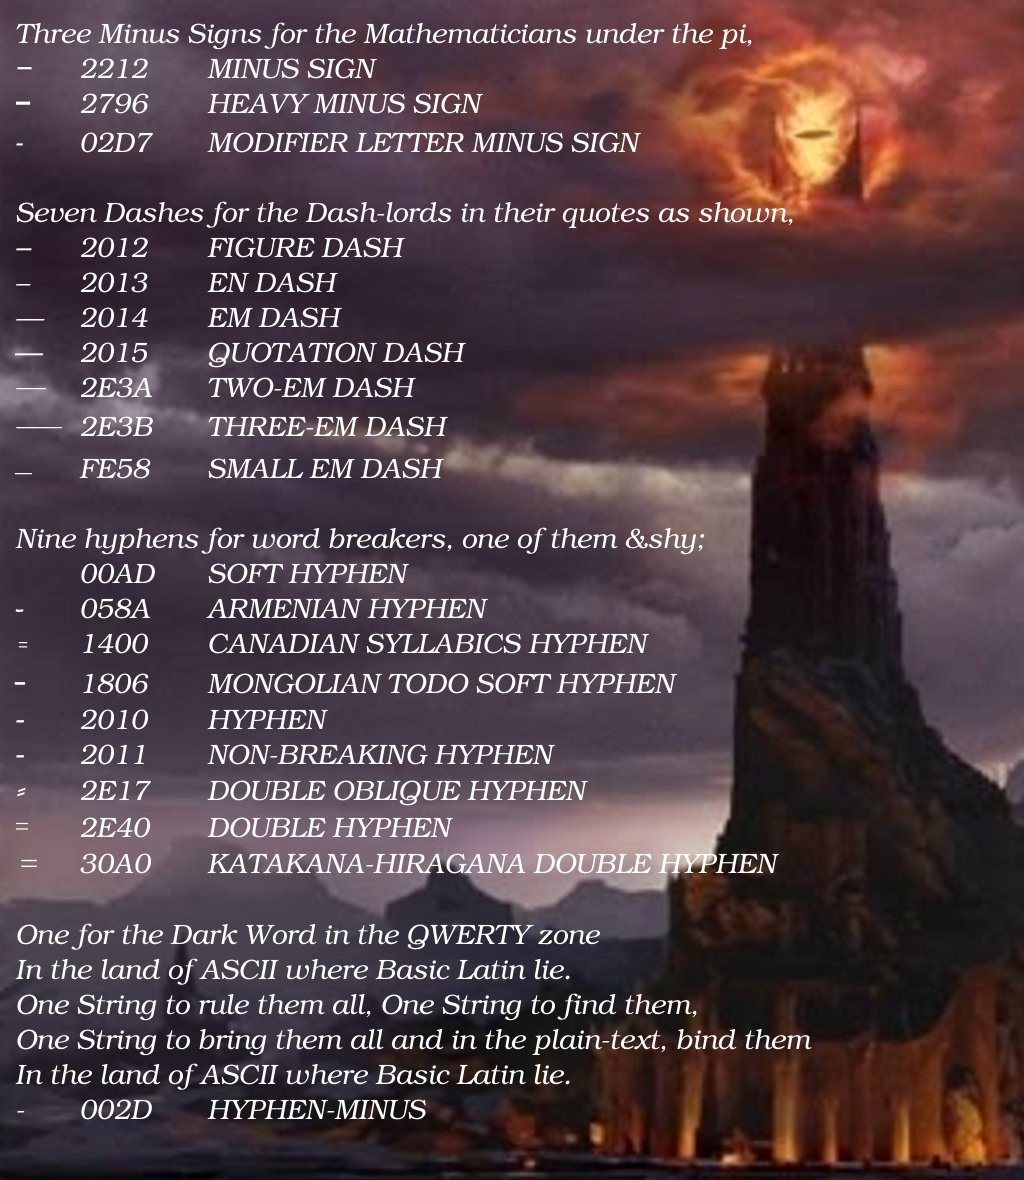 Three Minus Signs for the Mathematicians under the pi,
− 2212 MINUS SIGN
➖ 2796 HEAVY MINUS SIGN
˗ 02D7 MODIFIER LETTER MINUS SIGN
Seven Dashes for the Dash-lords in their quotes as shown,
‒ 2012 FIGURE DASH
– 2013 EN DASH
— 2014 EM DASH
― 2015 QUOTATION DASH
⸺ 2E3A TWO-EM DASH
⸻ 2E3B THREE-EM DASH
﹘ FE58 SMALL EM DASH
Nine hyphens for word breakers, one of them &shy;
00AD SOFT HYPHEN
֊ 058A ARMENIAN HYPHEN
᐀ 1400 CANADIAN SYLLABICS HYPHEN
᠆ 1806 MONGOLIAN TODO SOFT HYPHEN
‐ 2010 HYPHEN
‑ 2011 NON-BREAKING HYPHEN
⸗ 2E17 DOUBLE OBLIQUE HYPHEN
⹀ 2E40 DOUBLE HYPHEN
゠ 30A0 KATAKANA-HIRAGANA DOUBLE HYPHEN
One for the Dark Word in the QWERTY zone
In the land of ASCII where Basic Latin lie.
One String to rule them all, One String to find them,
One String to bring them all and in the plain-text, bind them
In the land of ASCII where Basic Latin lie.
- 002D HYPHEN-MINUS